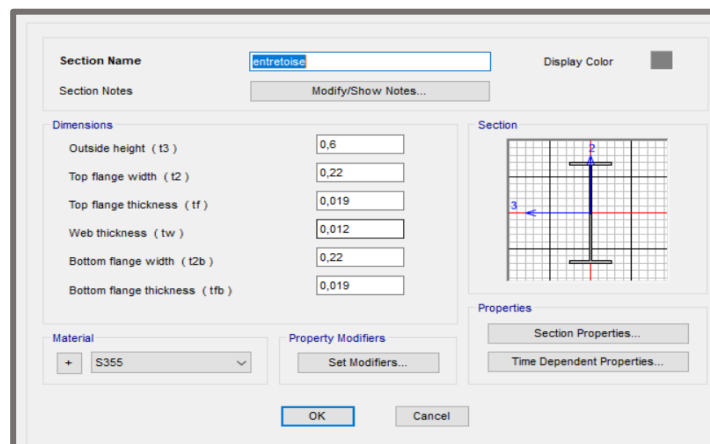 Section Name entretoise Display Color
Section Notes Modify/Show Notes...
Dimensions
Outside height ( t3 ) 0,6
Top flange width ( t2 ) 0,22
Top flange thickness ( tf ) 0,019
Web thickness ( tw ) 0,012
Bottom flange width ( t2b ) 0,22
Bottom flange thickness ( tfb ) 0,019
Section
2
3
Properties
Section Properties...
Time Dependent Properties...
Material
+ S355
Property Modifiers
Set Modifiers...
OK Cancel